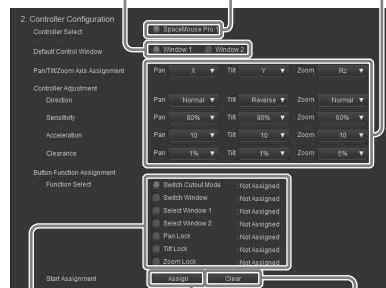 2. Controller Configuration
Controller Select SpaceMouse Pro 1
Default Control Window Window 1 Window 2
Pan/Tilt/Zoom Axis Assignment Pan X Tilt Y Zoom Rz
Controller Adjustment
Direction Pan Normal Tilt Reverse Zoom Normal
Sensitivity Pan 80% Tilt 80% Zoom 60%
Acceleration Pan 10 Tilt 10 Zoom 10
Clearance Pan 1% Tilt 1% Zoom 5%
Button Function Assignment
Function Select Switch Cutout Mode : Not Assigned
Switch Window : Not Assigned
Select Window 1 : Not Assigned
Select Window 2 : Not Assigned
Pan Lock : Not Assigned
Tilt Lock : Not Assigned
Zoom Lock : Not Assigned
Start Assignment Assign Clear